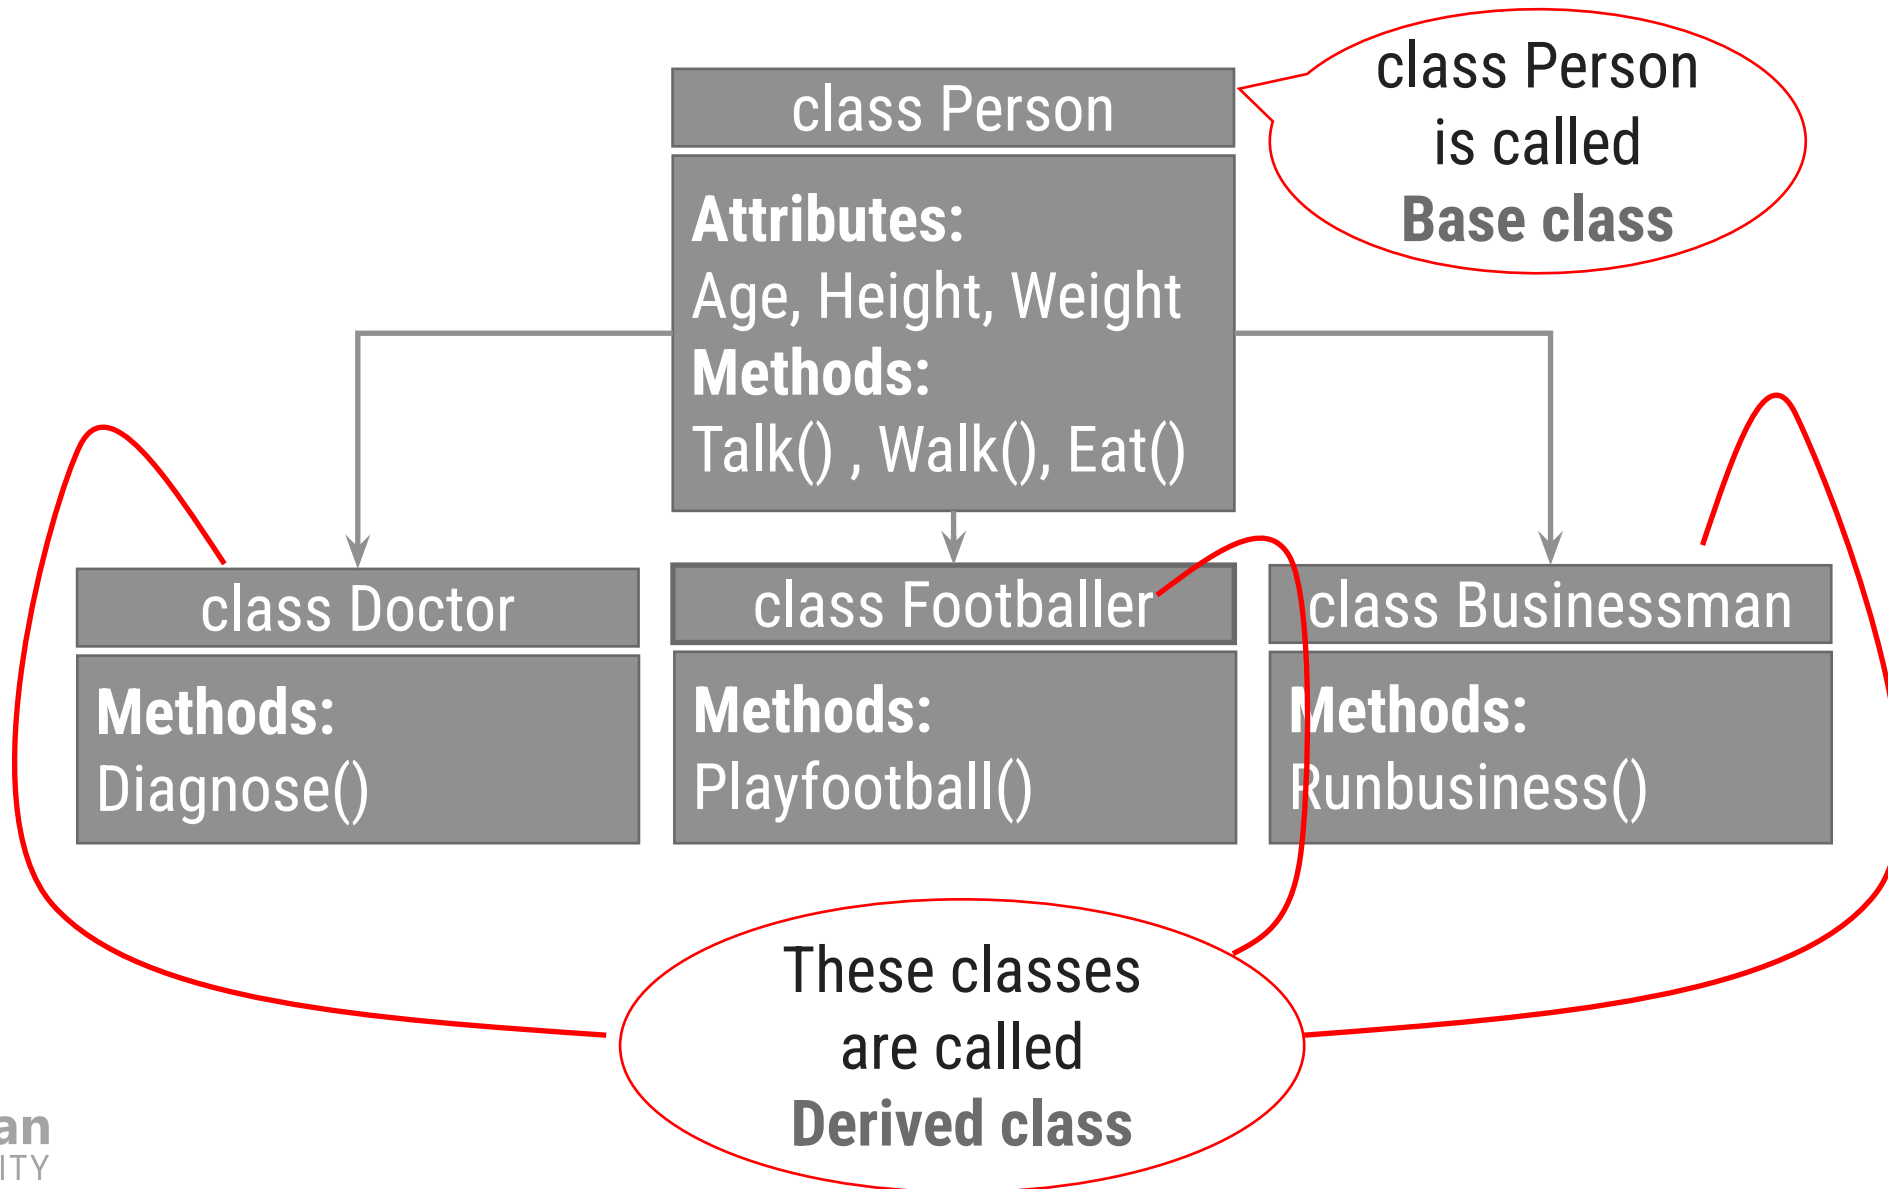 class Person
is called
Base class
class Person
Attributes:
Age, Height, Weight
Methods:
Talk() , Walk(), Eat()
class Doctor
Methods:
Diagnose()
class Footballer
Methods:
Playfootball()
class Businessman
Methods:
Runbusiness()
These classes
are called
Derived class
an
ITY